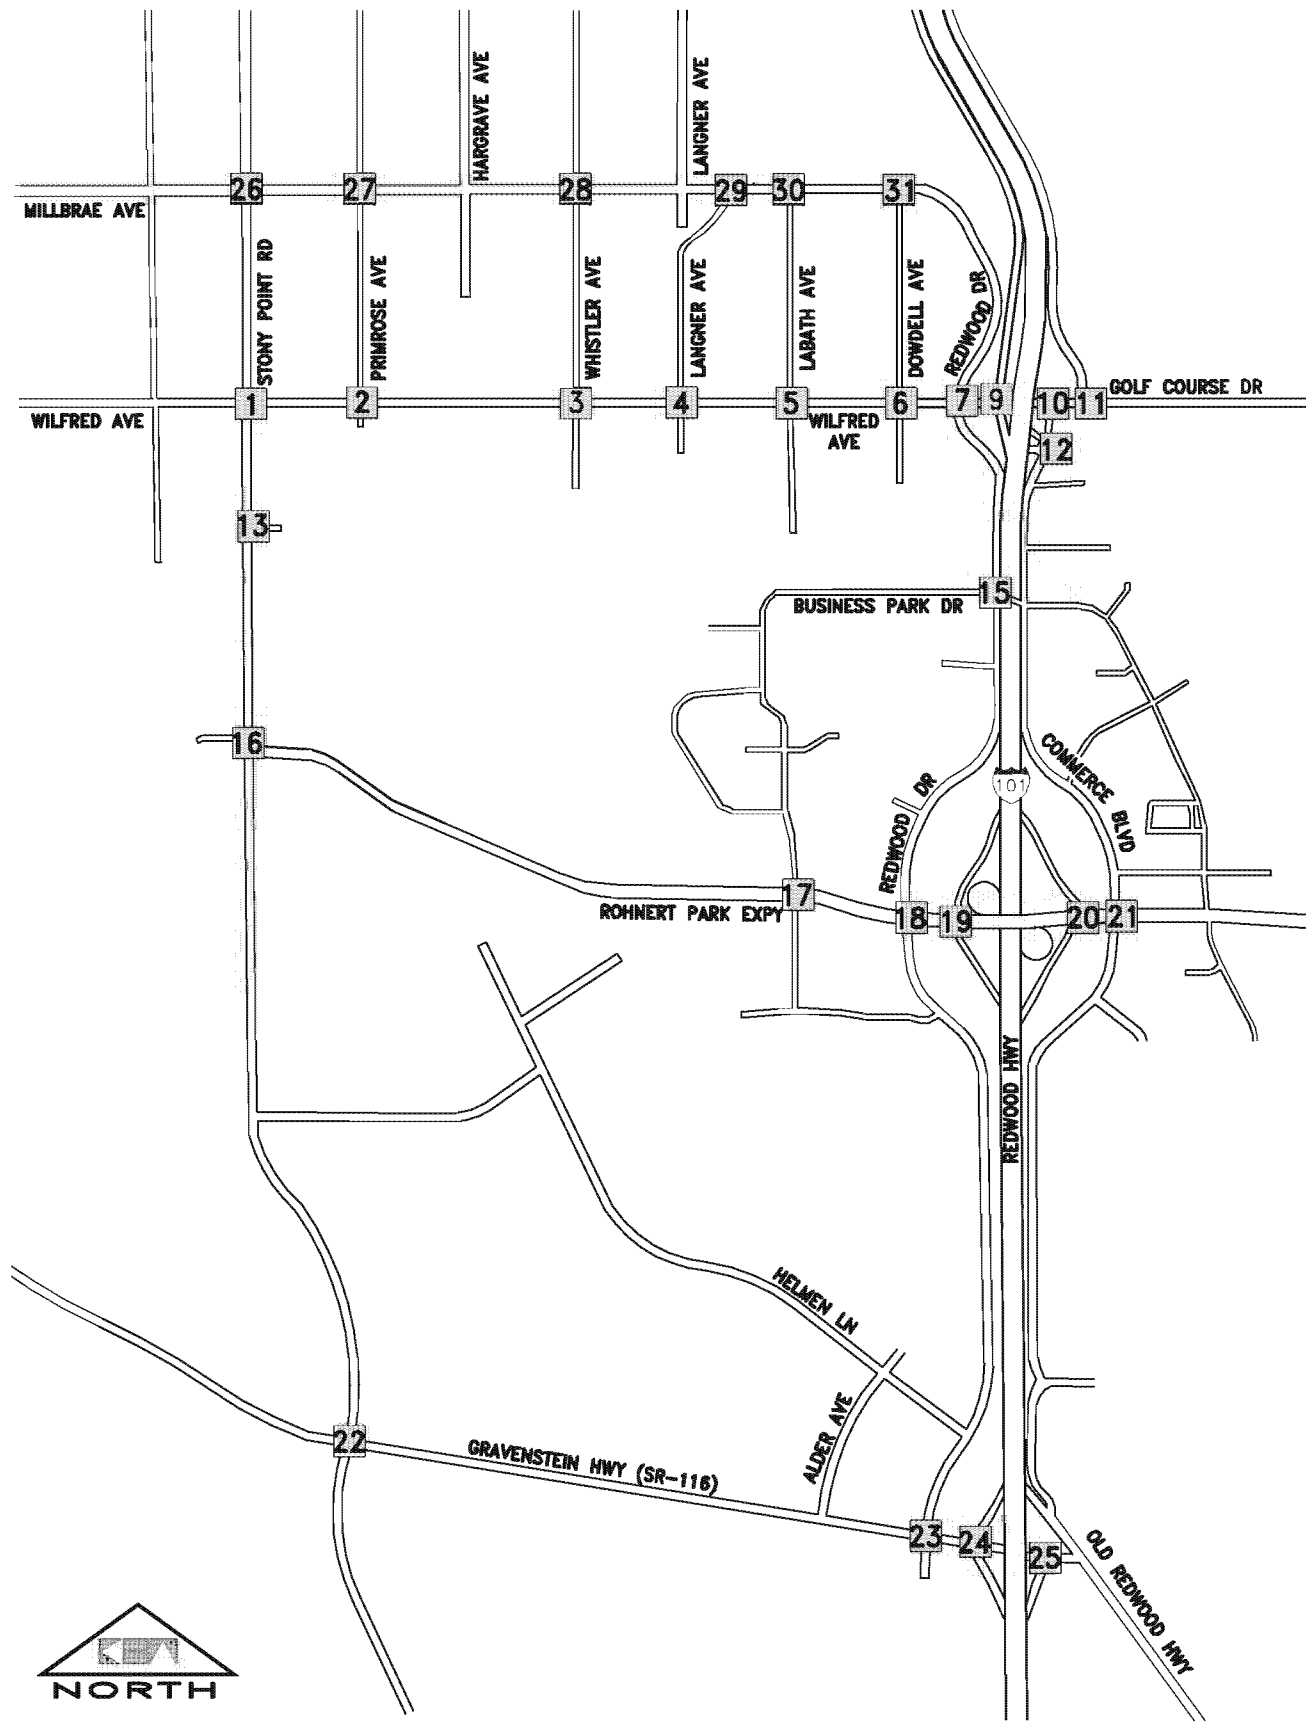 HARGRAVE AVE
LANGNER AVE
26
27
28
29
30
31
MILLBRAE AVE
STONY POINT RD
PRIMROSE AVE
WHISTLER AVE
LANGNER AVE
LABATH AVE
DOWDELL AVE
REDWOOD DR
GOLF COURSE DR
1
2
3
4
5
6
7
9
10
11
WILFRED AVE
WILFRED
AVE
12
13
15
BUSINESS PARK DR
16
COMMERCE BLVD
101
REDWOOD DR
17
ROHNERT PARK EXPY
18
19
20
21
REDWOOD HWY
HELMEN LN
ALDER AVE
22
GRAVENSTEIN HWY (SR-116)
23
24
25
OLD REDWOOD HWY
NORTH